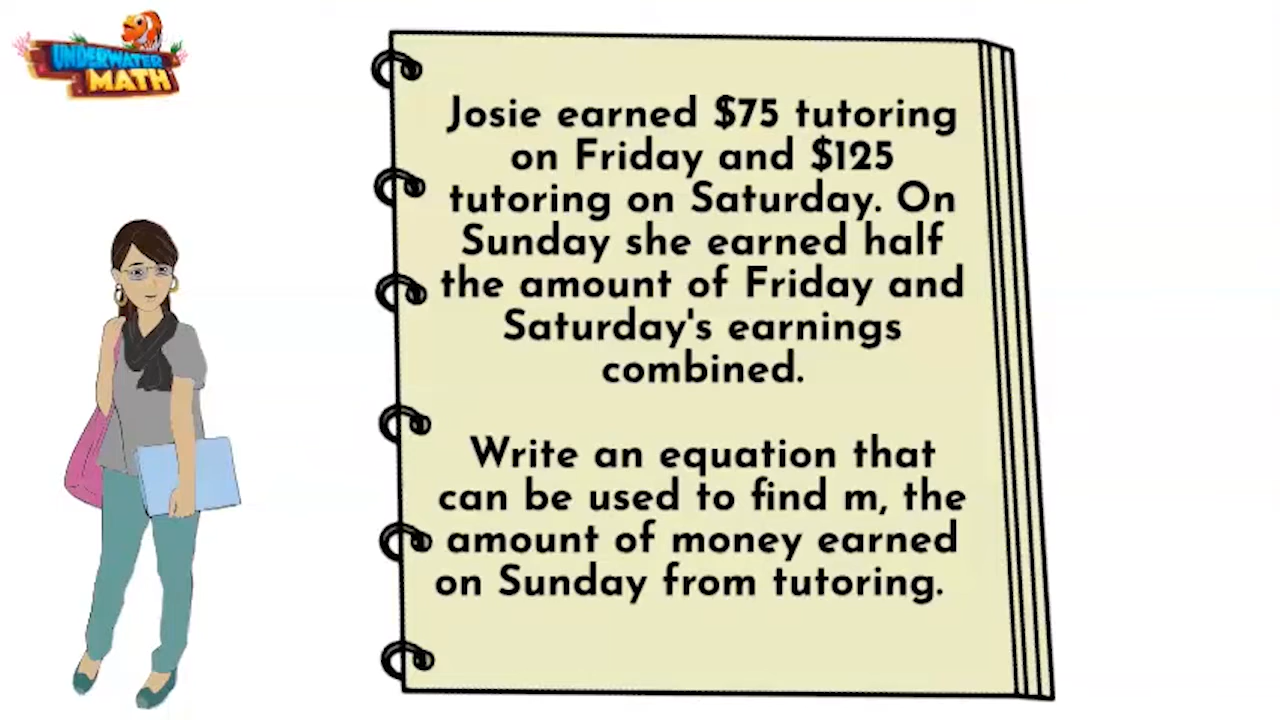 UNDERWATER
MATH
Josie earned $75 tutoring
on Friday and $125
tutoring on Saturday. On
Sunday she earned half
the amount of Friday and
Saturday's earnings
combined.
Write an equation that
can be used to find m, the
amount of money earned
on Sunday from tutoring.